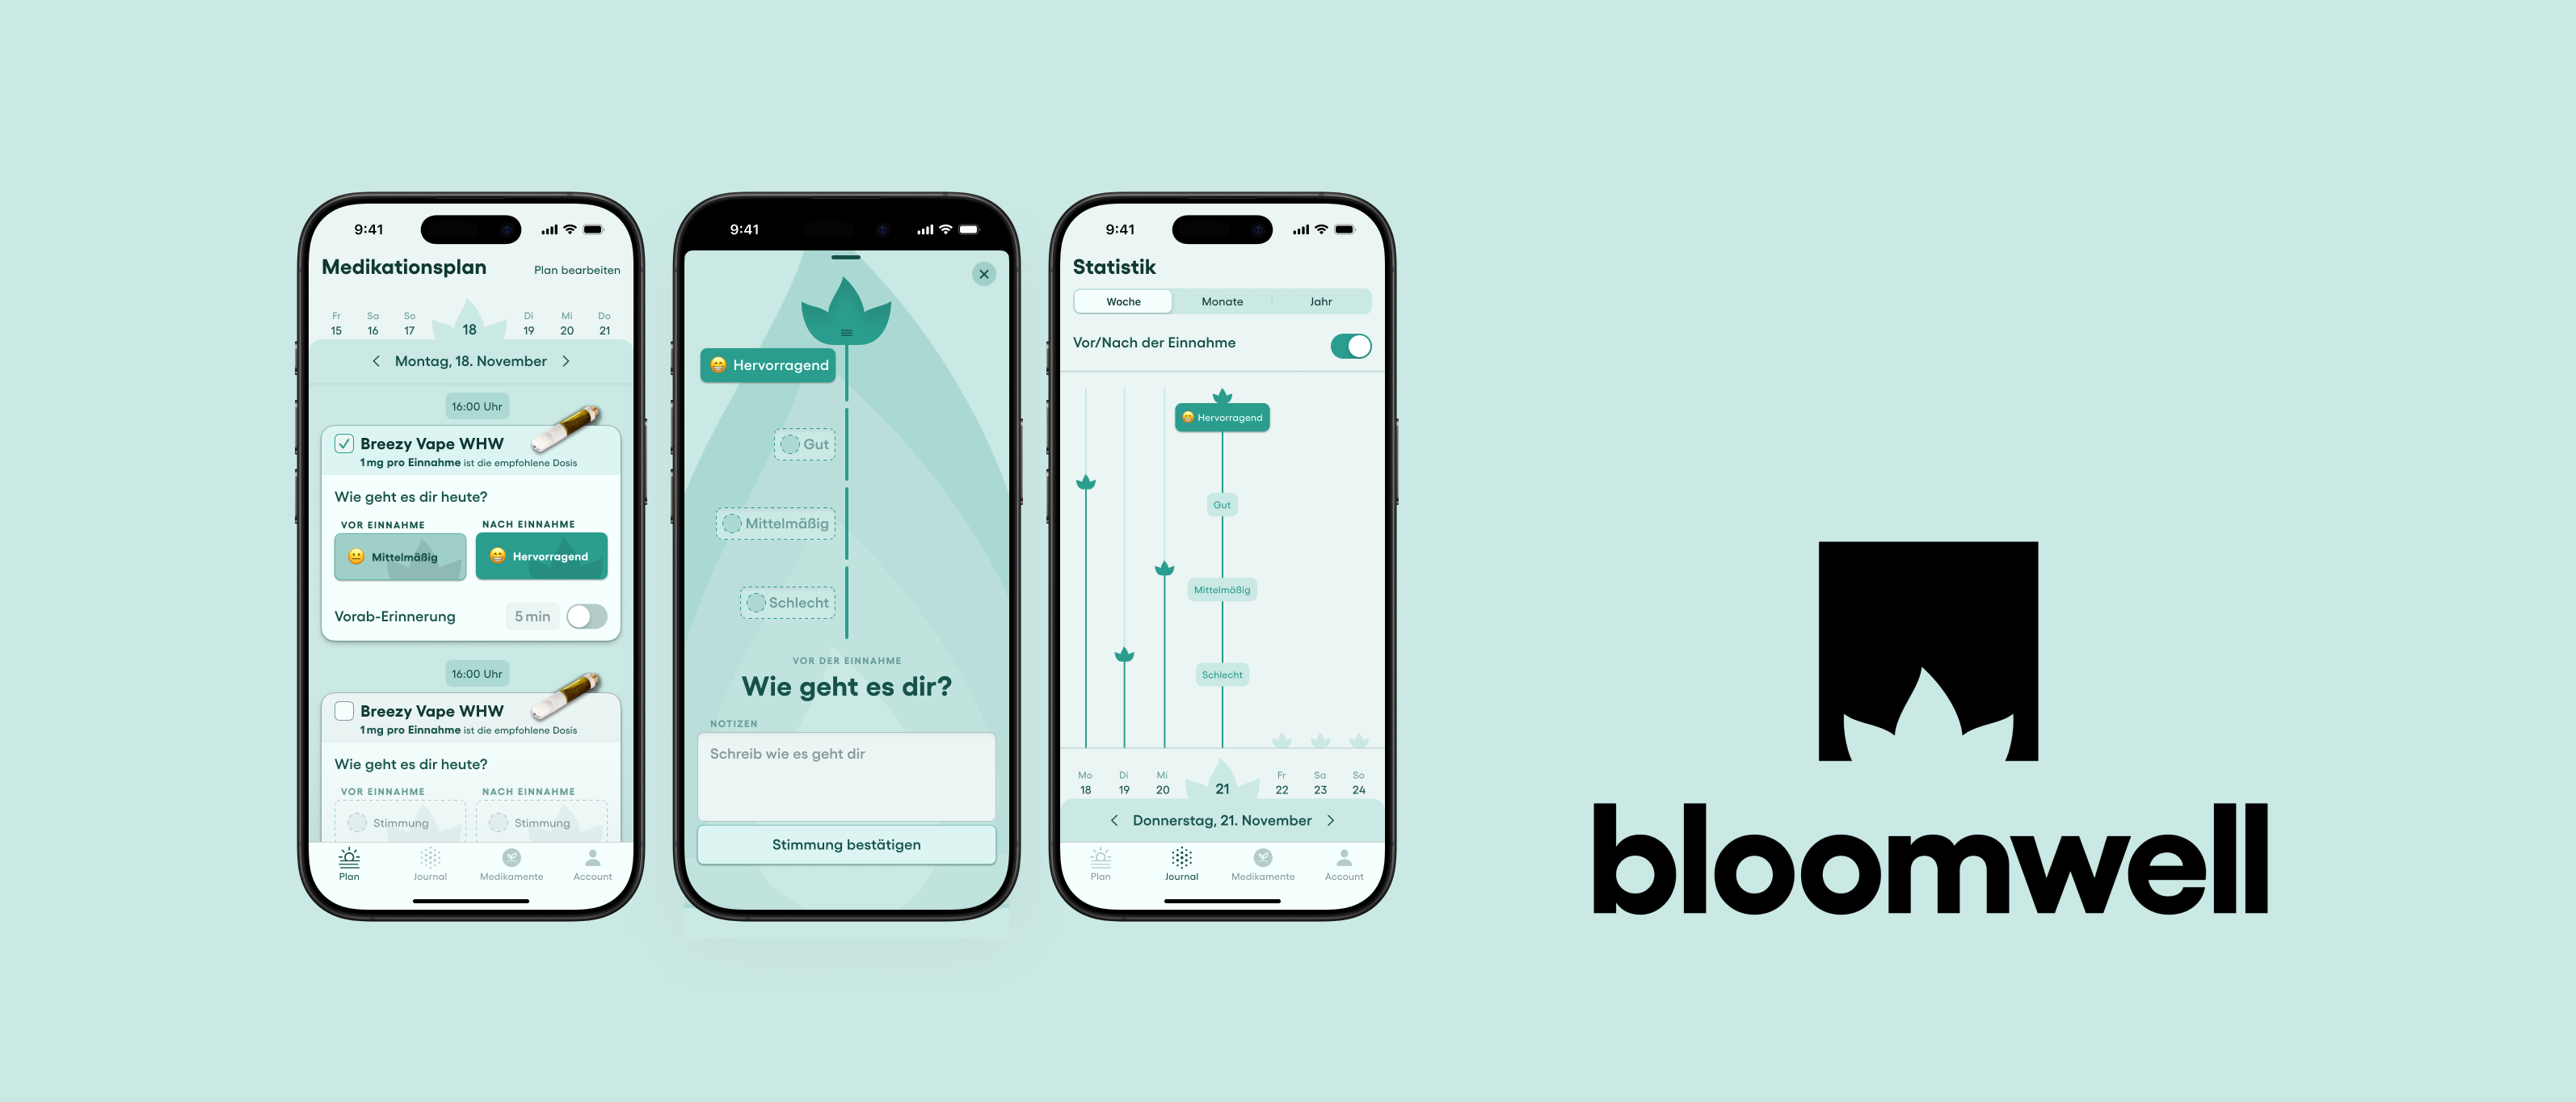 9:41
Medikationsplan
Plan bearbeiten
Fr Sa So Di Mi Do
15 16 17 18 19 20 21
Montag, 18. November
16:00 Uhr
Breezy Vape WHW
1 mg pro Einnahme ist die empfohlene Dosis
Wie geht es dir heute?
VOR EINNAHME NACH EINNAHME
Mittelmäßig Hervorragend
Vorab-Erinnerung 5 min
16:00 Uhr
Breezy Vape WHW
1 mg pro Einnahme ist die empfohlene Dosis
Wie geht es dir heute?
VOR EINNAHME NACH EINNAHME
Stimmung Stimmung
Plan Journal Medikamente Account
9:41
Hervorragend
Gut
Mittelmäßig
Schlecht
VOR DER EINNAHME
Wie geht es dir?
NOTIZEN
Schreib wie es geht dir
Stimmung bestätigen
9:41
Statistik
Woche Monate Jahr
Vor/Nach der Einnahme
Hervorragend
Gut
Mittelmäßig
Schlecht
Mo Di Mi Fr Sa So
18 19 20 21 22 23 24
Donnerstag, 21. November
Plan Journal Medikamente Account
bloomwell